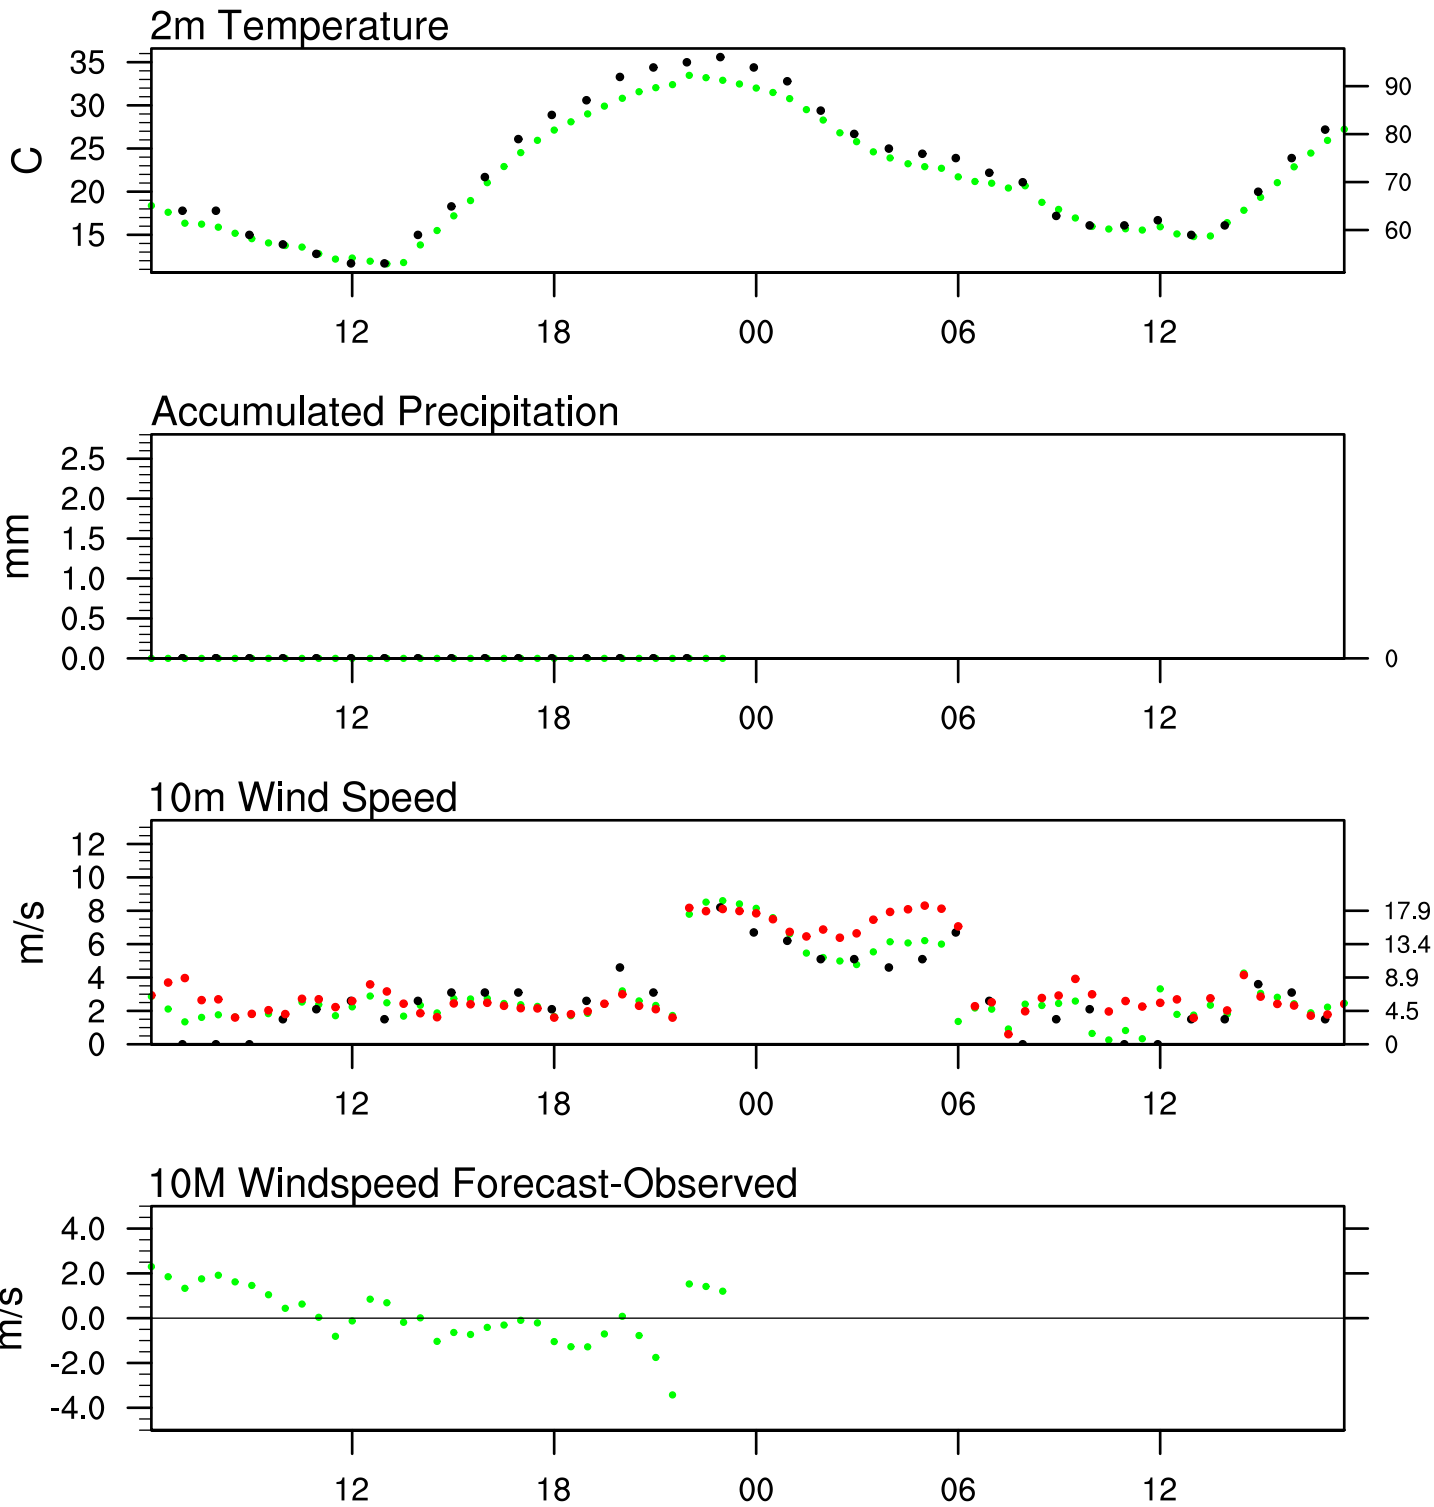 2m Temperature
35
30
25
20
15
C
90
80
70
60
12 18 00 06 12
Accumulated Precipitation
2.5
2.0
1.5
1.0
0.5
0.0
mm
0
12 18 00 06 12
10m Wind Speed
12
10
8
6
4
2
0
m/s
17.9
13.4
8.9
4.5
0
12 18 00 06 12
10M Windspeed Forecast-Observed
4.0
2.0
0.0
-2.0
-4.0
m/s
12 18 00 06 12